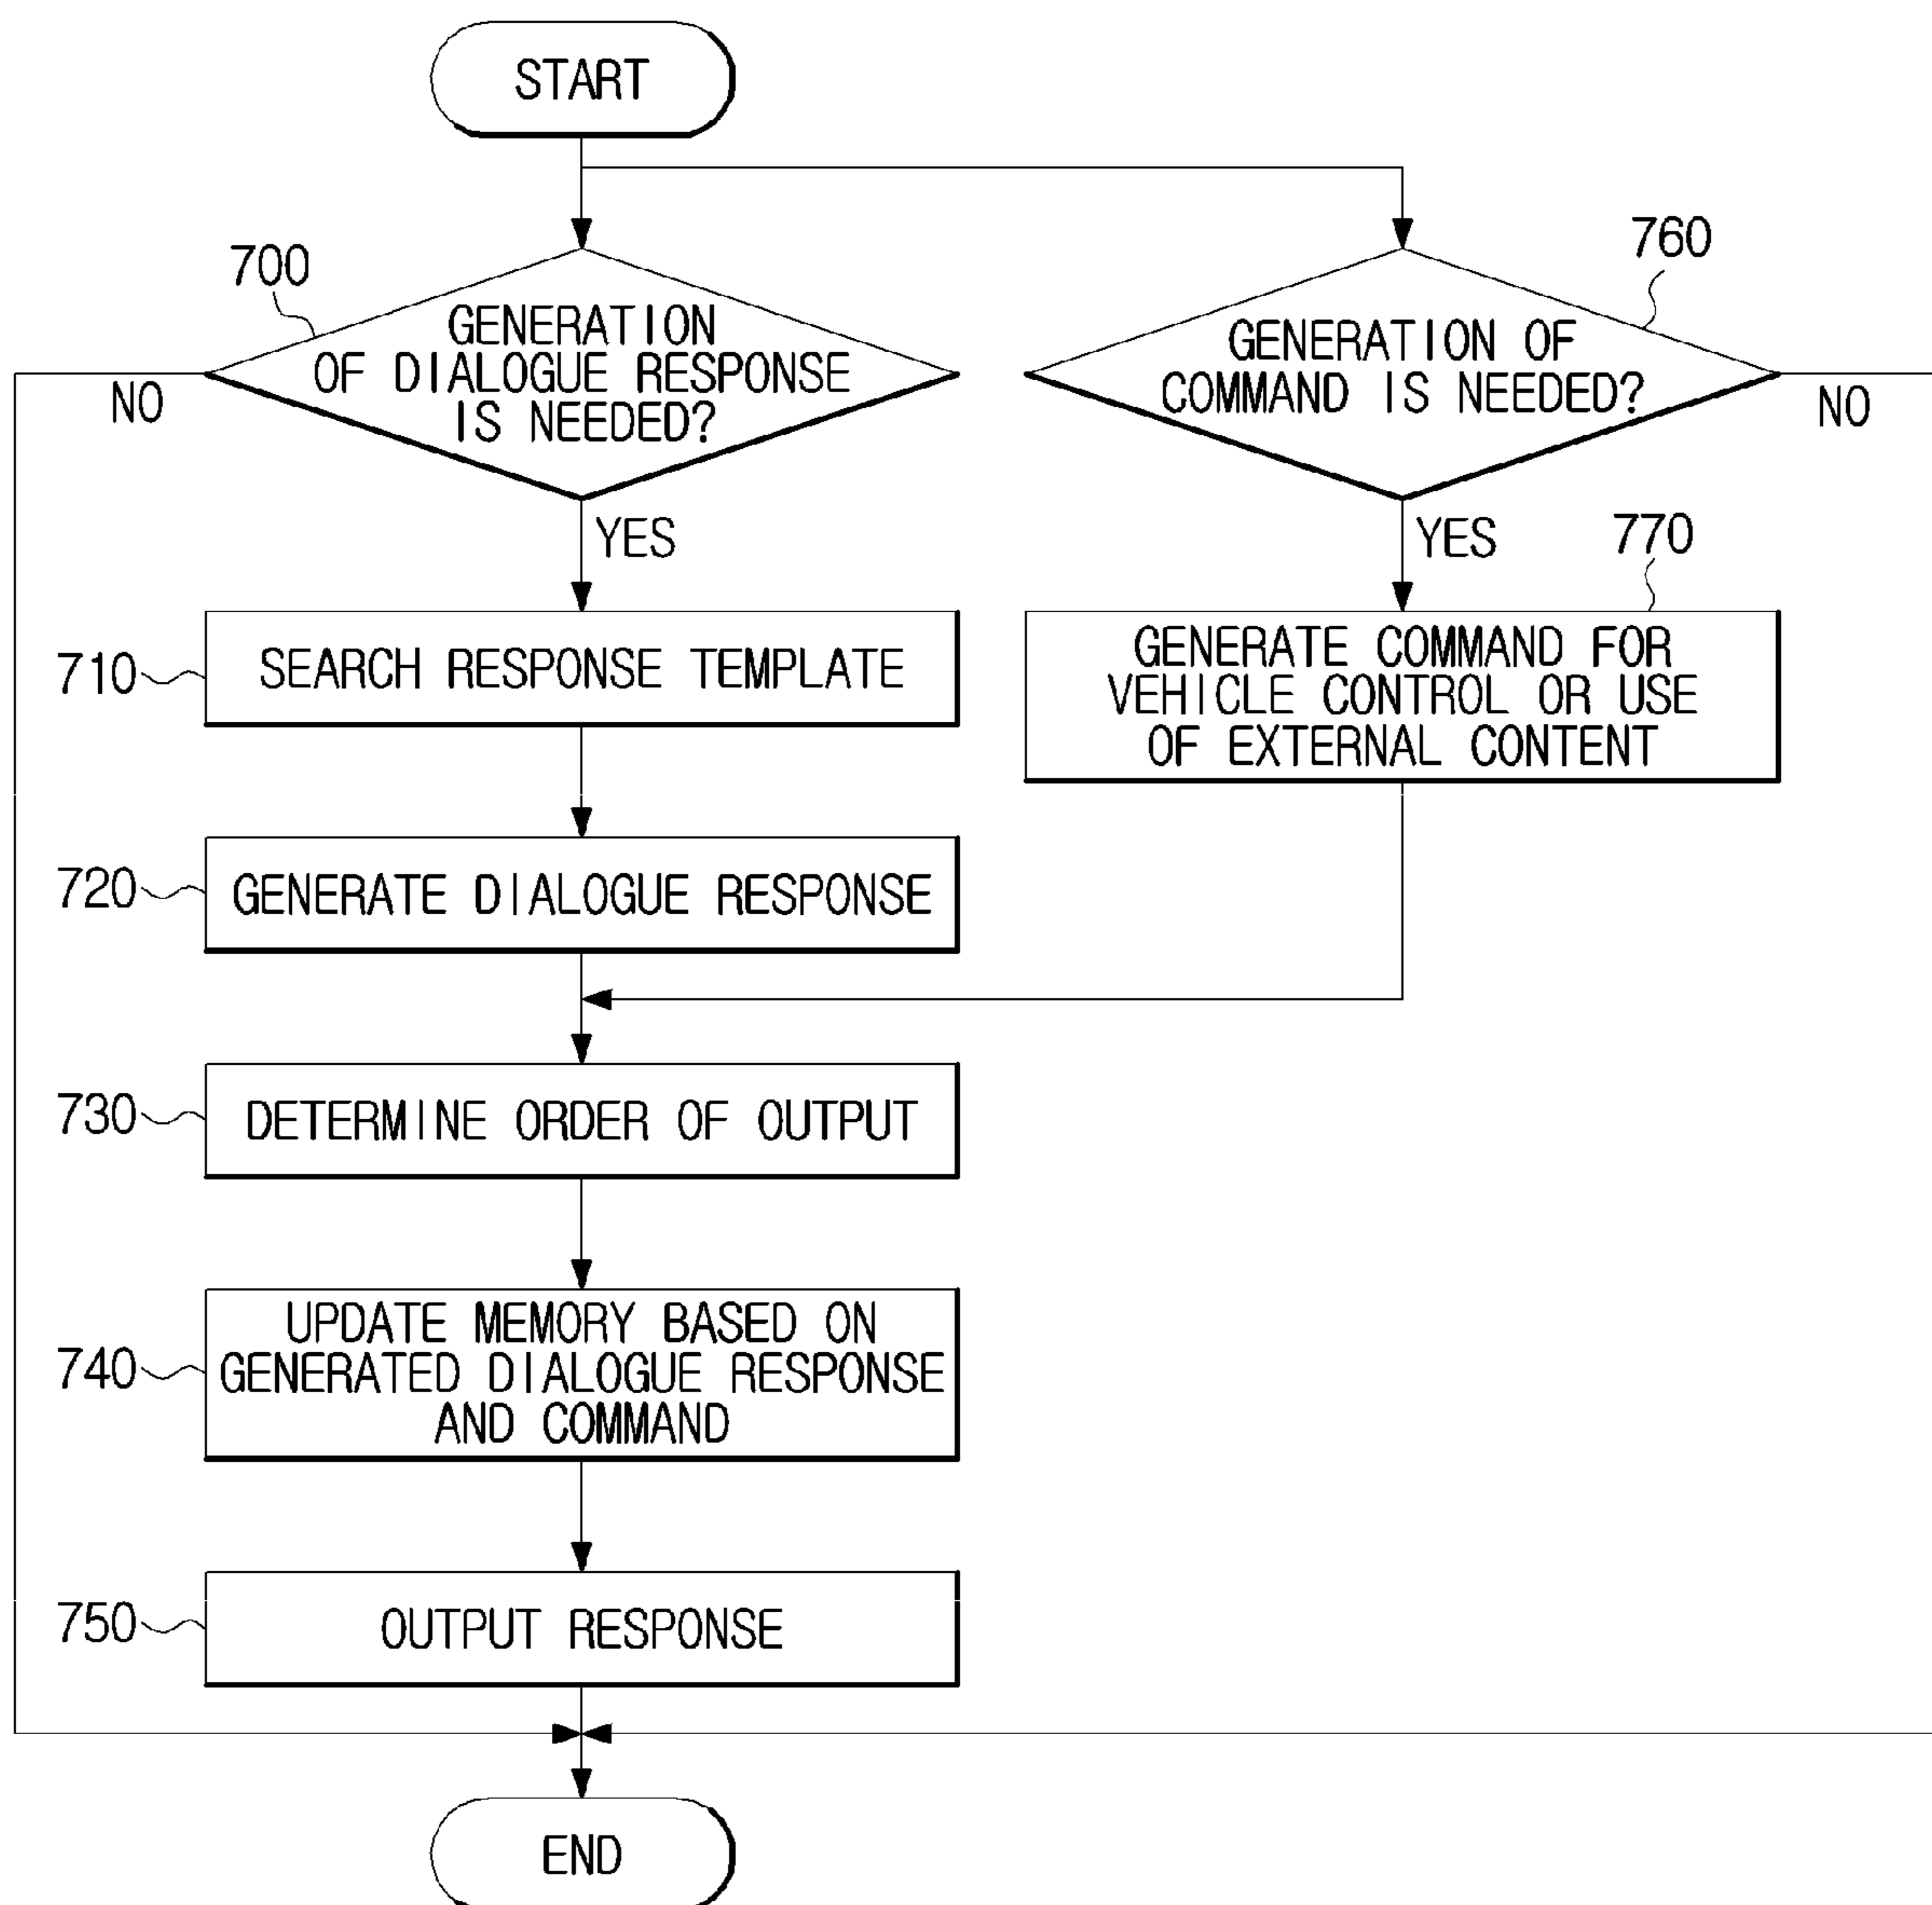 START
700
GENERATION
OF DIALOGUE RESPONSE
IS NEEDED?
NO
YES
760
GENERATION OF
COMMAND IS NEEDED?
NO
YES
710
SEARCH RESPONSE TEMPLATE
770
GENERATE COMMAND FOR
VEHICLE CONTROL OR USE
OF EXTERNAL CONTENT
720
GENERATE DIALOGUE RESPONSE
730
DETERMINE ORDER OF OUTPUT
740
UPDATE MEMORY BASED ON
GENERATED DIALOGUE RESPONSE
AND COMMAND
750
OUTPUT RESPONSE
END